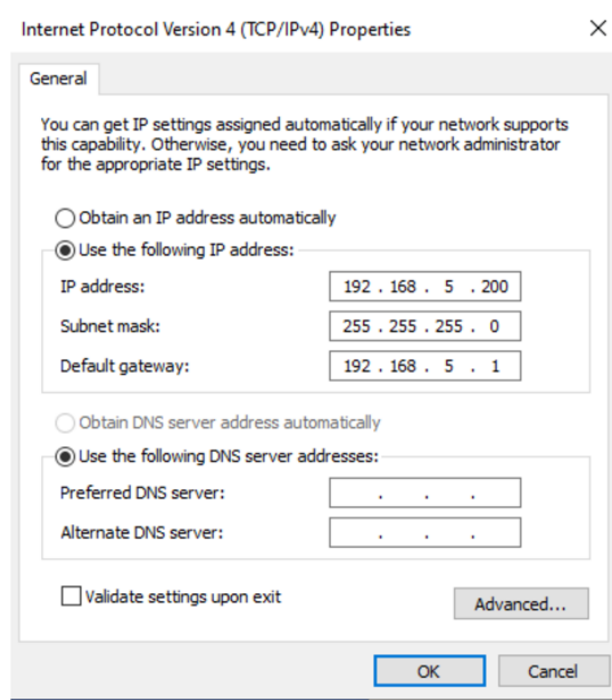 Internet Protocol Version 4 (TCP/IPv4) Properties
General
You can get IP settings assigned automatically if your network supports
this capability. Otherwise, you need to ask your network administrator
for the appropriate IP settings.
Obtain an IP address automatically
Use the following IP address:
IP address: 192 . 168 . 5 . 200
Subnet mask: 255 . 255 . 255 . 0
Default gateway: 192 . 168 . 5 . 1
Obtain DNS server address automatically
Use the following DNS server addresses:
Preferred DNS server: . . .
Alternate DNS server: . . .
Validate settings upon exit
Advanced...
OK Cancel